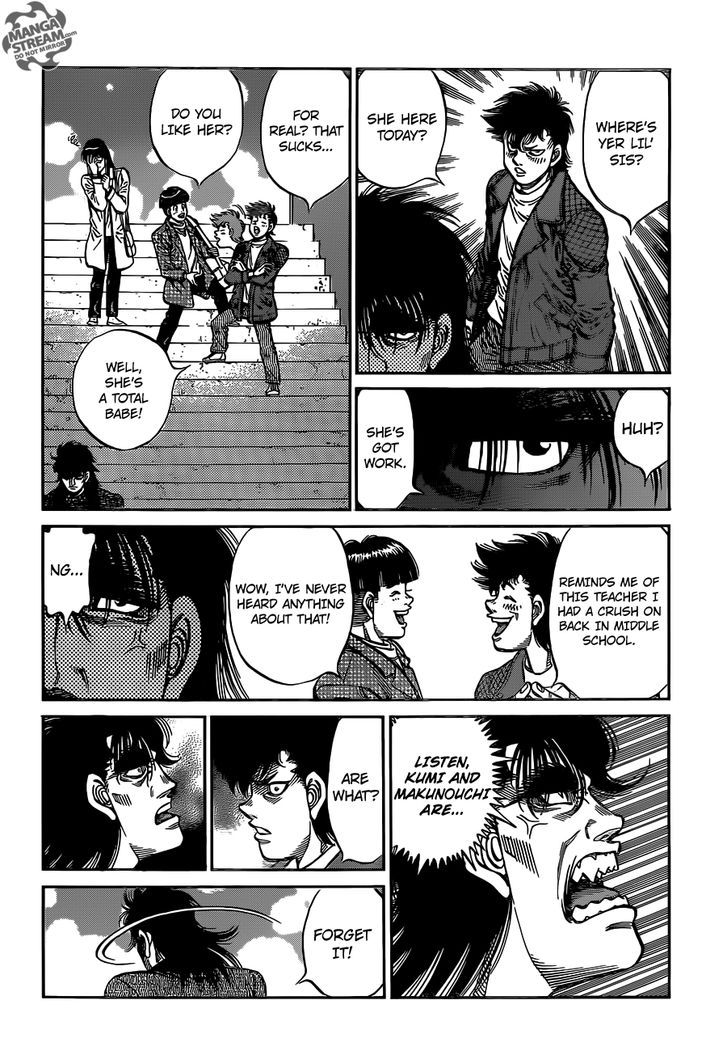 MANGA
STREAM.COM
DO NOT MIRROR
WHERE'S
YER LIL'
SIS?
SHE HERE
TODAY?
HUH?
SHE'S
GOT
WORK.
FOR
REAL? THAT
SUCKS...
DO YOU
LIKE HER?
WELL,
SHE'S
A TOTAL
BABE!
REMINDS ME OF
THIS TEACHER I
HAD A CRUSH ON
BACK IN MIDDLE
SCHOOL.
WOW, I'VE NEVER
HEARD ANYTHING
ABOUT THAT!
NG...
LISTEN,
KUMI AND
MAKUNOUCHI
ARE...
ARE
WHAT?
FORGET
IT!